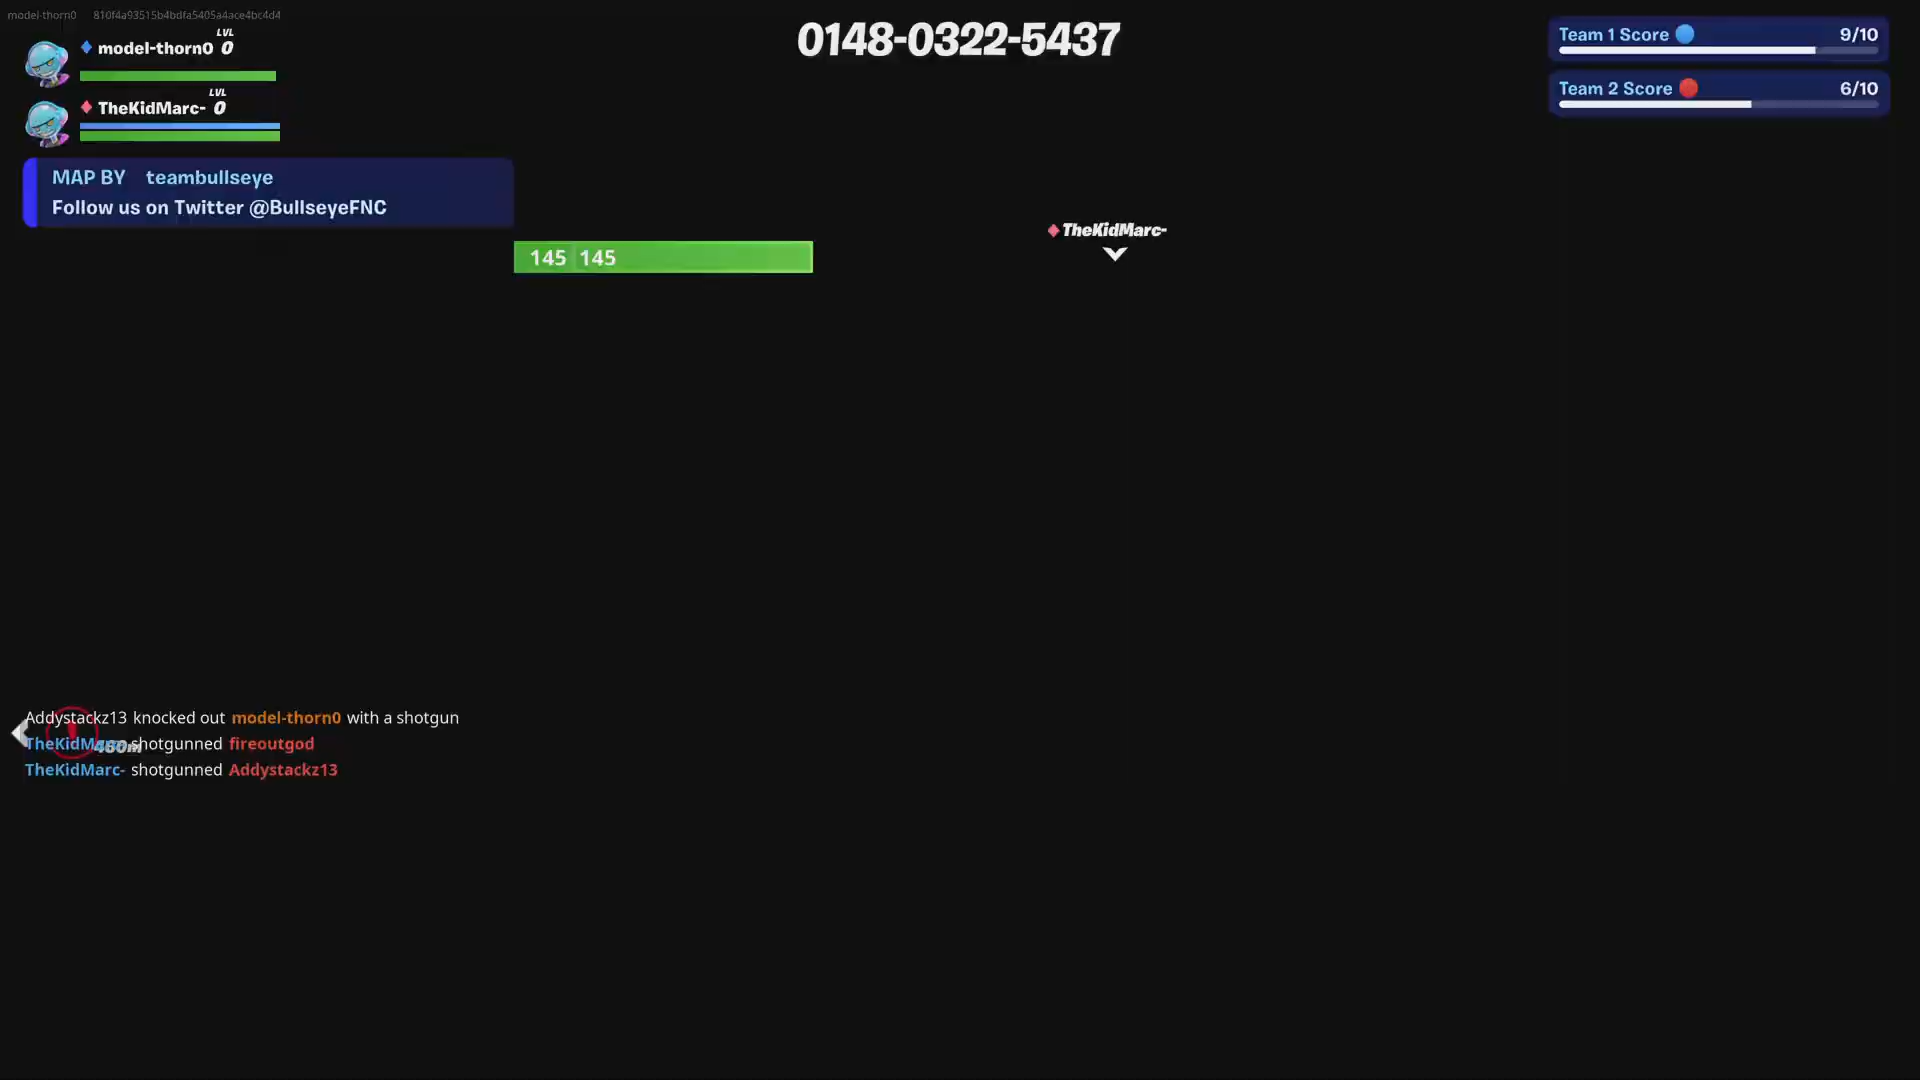 model-thorn0 810f4a93515b4bdfa5405a4ace4bc4d4
0148-0322-5437
LVL
model-thorn0 0
LVL
TheKidMarc- 0
Team 1 Score 9/10
Team 2 Score 6/10
MAP BY teambullseye
Follow us on Twitter @BullseyeFNC
TheKidMarc-
145 145
Addystackz13 knocked out model-thorn0 with a shotgun
TheKidMarc- shotgunned fireoutgod
TheKidMarc- shotgunned Addystackz13